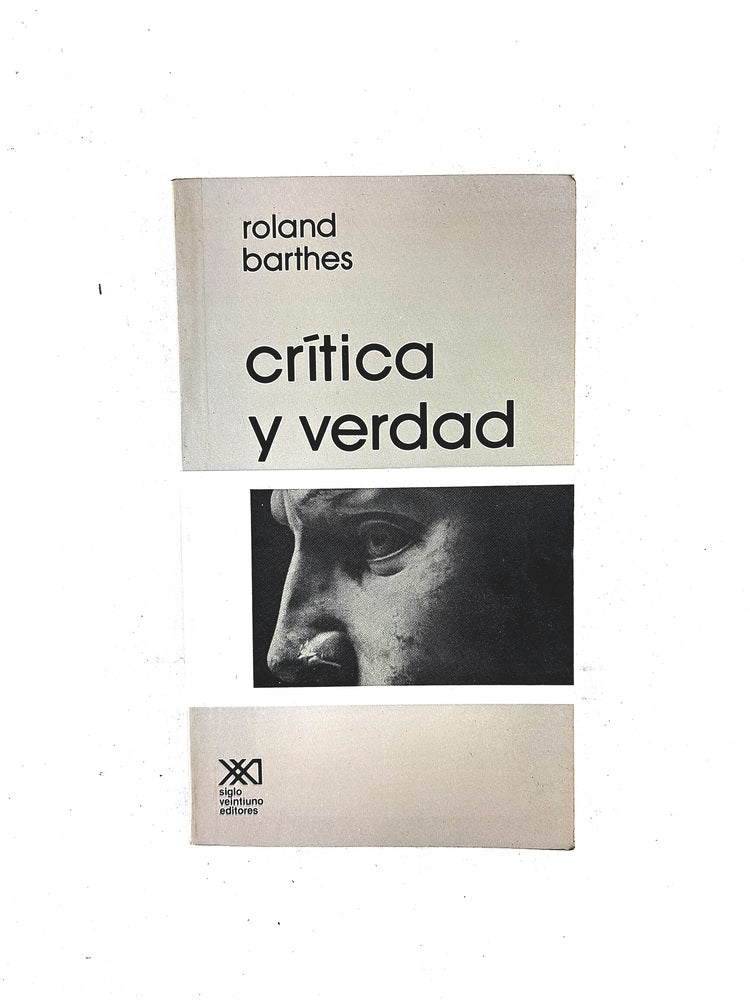 roland
barthes
crítica
y verdad
siglo
veintiuno
editores